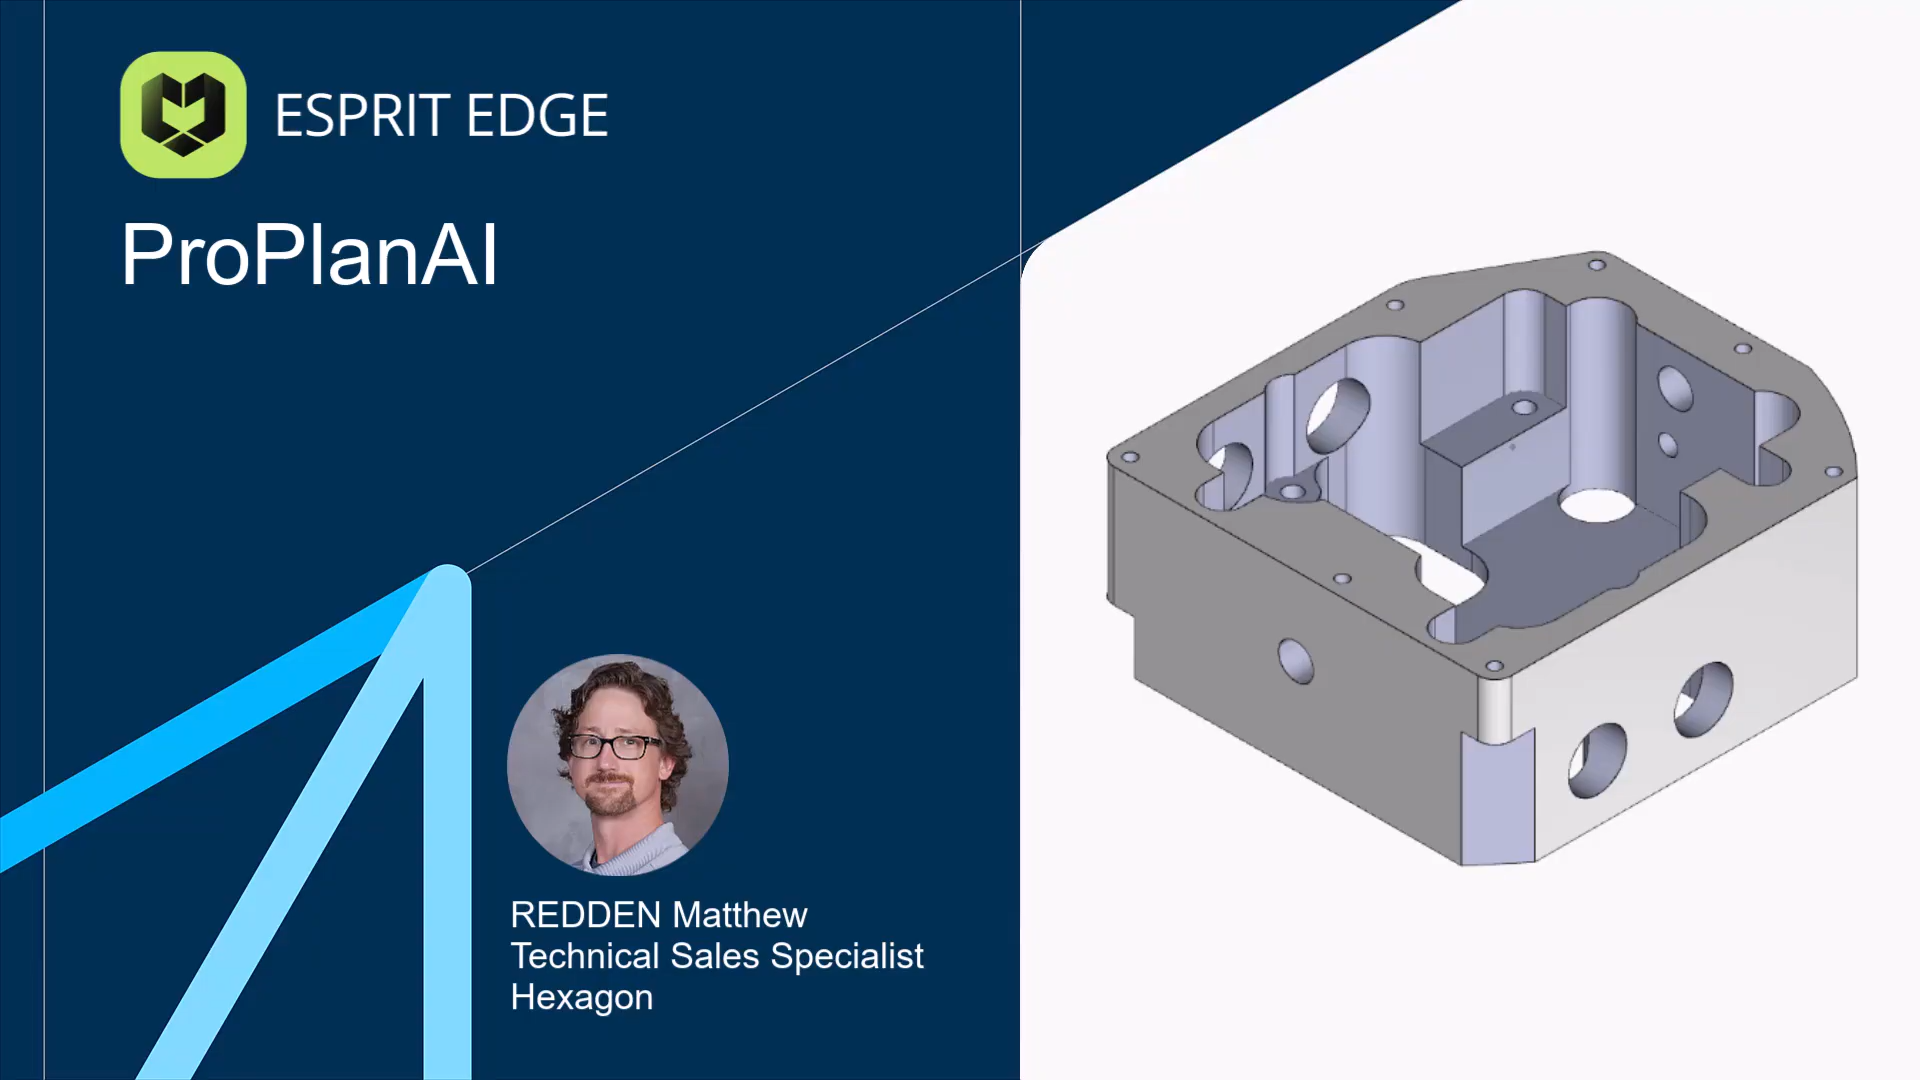 ESPRIT EDGE
ProPlanAI
REDDEN Matthew
Technical Sales Specialist
Hexagon